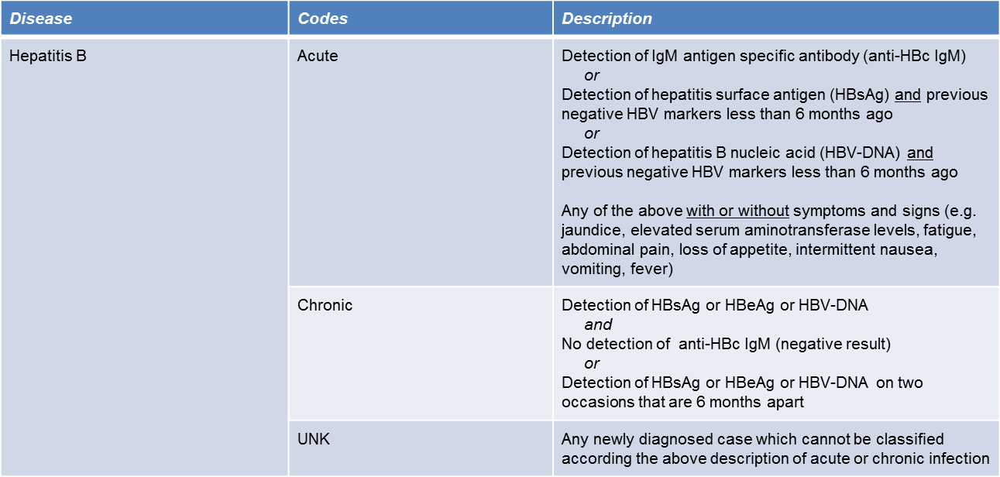 Disease Codes Description
Hepatitis B
Acute
Detection of IgM antigen specific antibody (anti-HBc IgM)
or
Detection of hepatitis surface antigen (HBsAg) and previous
negative HBV markers less than 6 months ago
or
Detection of hepatitis B nucleic acid (HBV-DNA) and
previous negative HBV markers less than 6 months ago
Any of the above with or without symptoms and signs (e.g.
jaundice, elevated serum aminotransferase levels, fatigue,
abdominal pain, loss of appetite, intermittent nausea,
vomiting, fever)
Chronic
Detection of HBsAg or HBeAg or HBV-DNA
and
No detection of anti-HBc IgM (negative result)
or
Detection of HBsAg or HBeAg or HBV-DNA on two
occasions that are 6 months apart
UNK
Any newly diagnosed case which cannot be classified
according the above description of acute or chronic infection